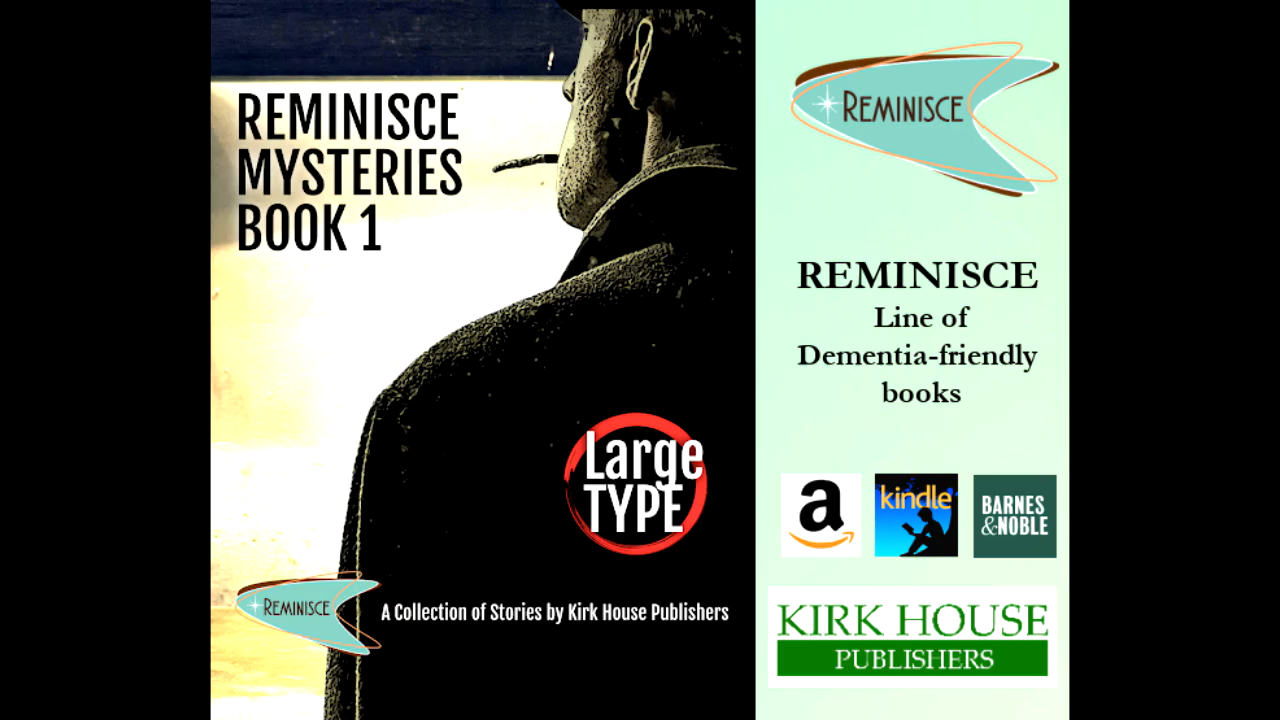 REMINISCE
MYSTERIES
BOOK 1
Large
TYPE
REMINISCE
A Collection of Stories by Kirk House Publishers
REMINISCE
REMINISCE
Line of
Dementia-friendly
books
a
kindle
BARNES
&NOBLE
KIRK HOUSE
PUBLISHERS